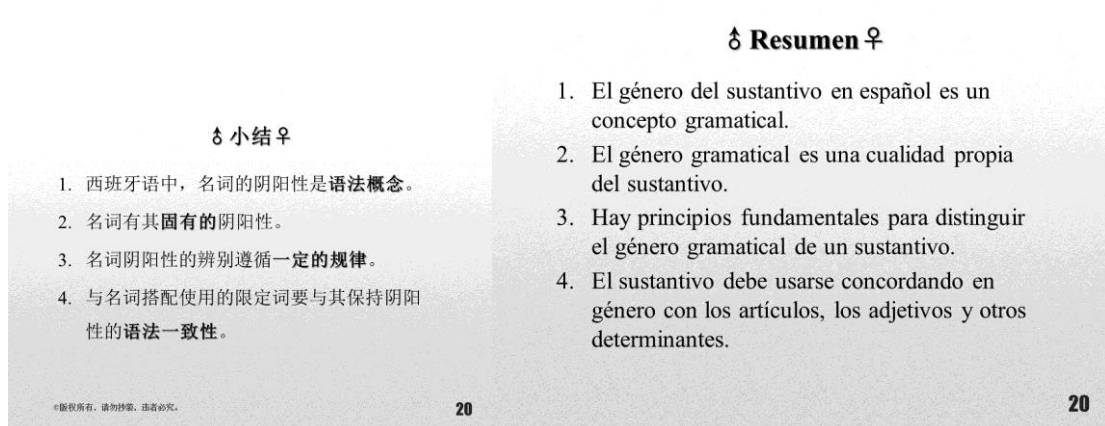 ♁小结♀
1. 西班牙语中，名词的阴阳性是语法概念。
2. 名词有其固有的阴阳性。
3. 名词阴阳性的辨别遵循一定的规律。
4. 与名词搭配使用的限定词要与其保持阴阳
性的语法一致性。
©版权所有，请勿抄袭，违者必究。
20
♁ Resumen ♀
1. El género del sustantivo en español es un
concepto gramatical.
2. El género gramatical es una cualidad propia
del sustantivo.
3. Hay principios fundamentales para distinguir
el género gramatical de un sustantivo.
4. El sustantivo debe usarse concordando en
género con los artículos, los adjetivos y otros
determinantes.
20